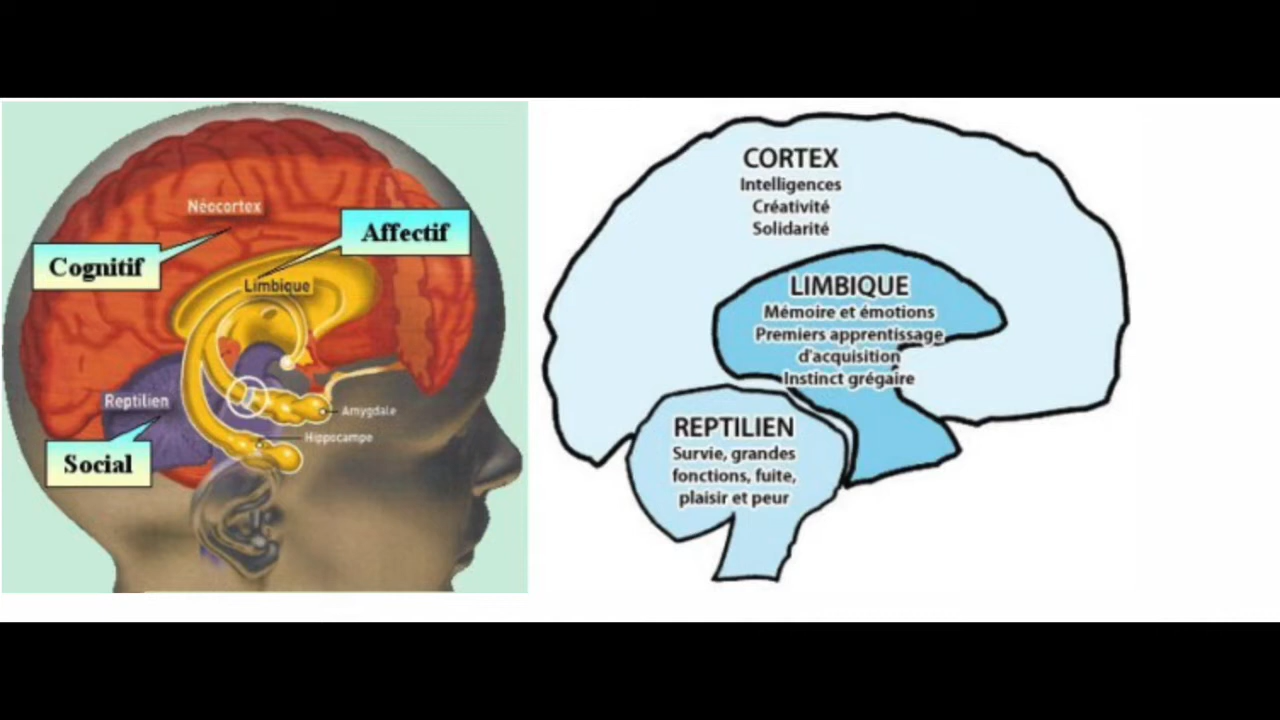 Néocortex
Affectif
Cognitif
Limbique
Reptilien
Amygdale
Hippocampe
Social
CORTEX
Intelligences
Créativité
Solidarité
LIMBIQUE
Mémoire et émotions
Premiers apprentissage
d'acquisition
Instinct grégaire
REPTILIEN
Survie, grandes
fonctions, fuite,
plaisir et peur